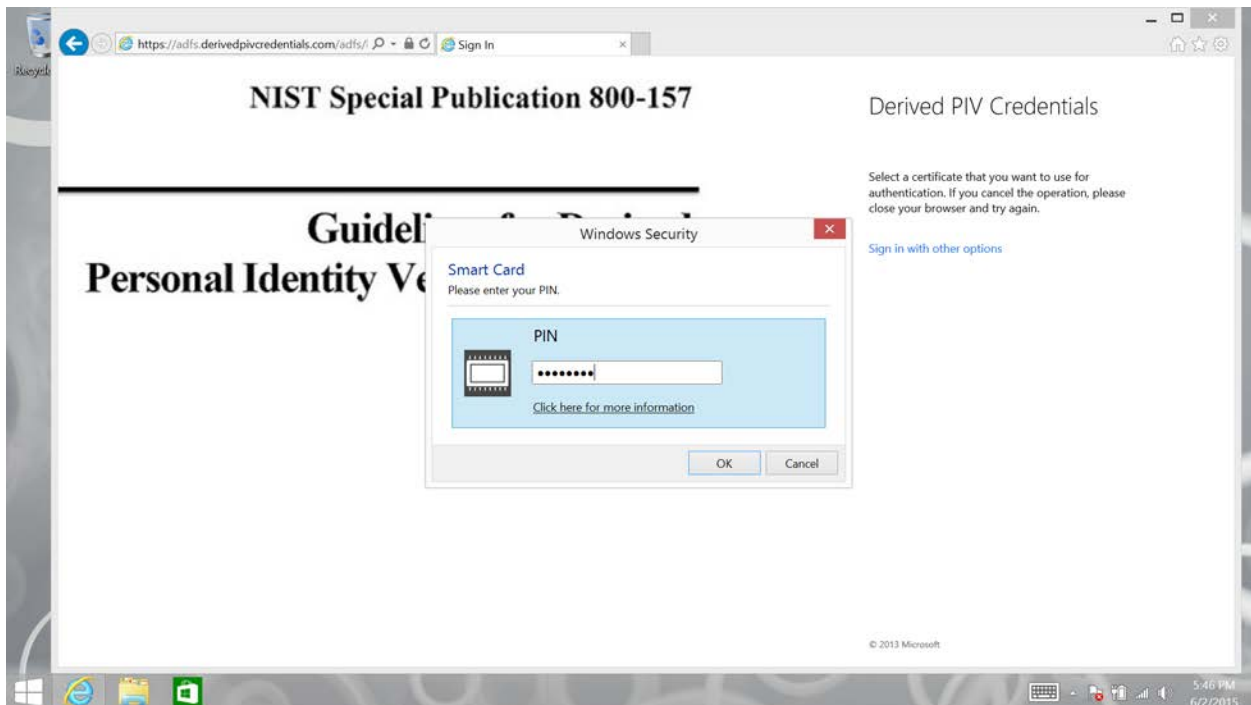 https://adfs.derivedpivcredentials.com/adfs/l
Sign In
NIST Special Publication 800-157
Derived PIV Credentials
Select a certificate that you want to use for
authentication. If you cancel the operation, please
close your browser and try again.
Sign in with other options
Personal Identity Ve
Windows Security
Smart Card
Please enter your PIN.
PIN
Click here for more information
OK
Cancel
© 2013 Microsoft
5:46 PM
6/2/2015